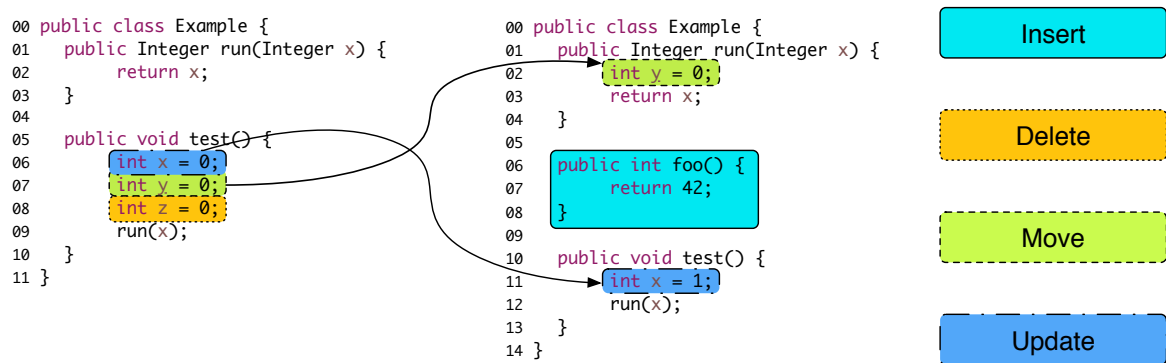 00 public class Example {
01 public Integer run(Integer x) {
02 return x;
03 }
04
05 public void test() {
06 int x = 0;
07 int y = 0;
08 int z = 0;
09 run(x);
10 }
11 }
00 public class Example {
01 public Integer run(Integer x) {
02 int y = 0;
03 return x;
04 }
05
06 public int foo() {
07 return 42;
08 }
09
10 public void test() {
11 int x = 1;
12 run(x);
13 }
14 }
Insert
Delete
Move
Update